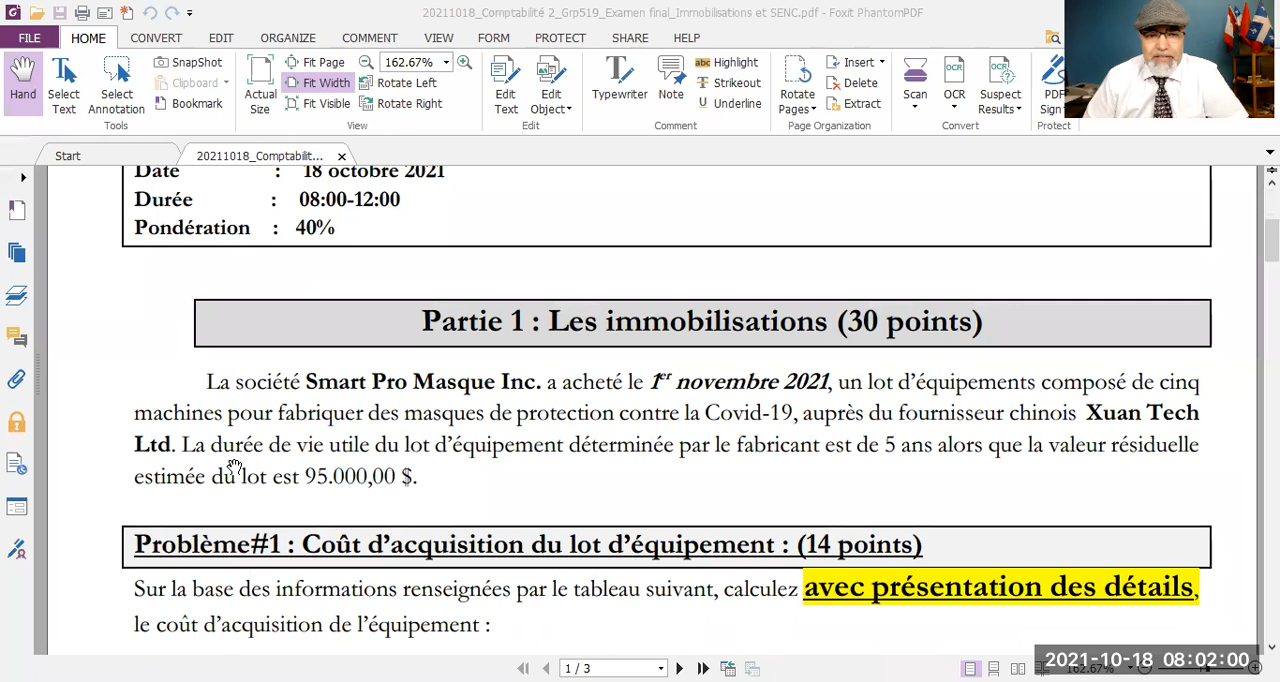 20211018_Comptabilité 2_Grp519_Examen final_Immobilisations et SENC.pdf - Foxit PhantomPDF
FILE HOME CONVERT EDIT ORGANIZE COMMENT VIEW FORM PROTECT SHARE HELP
Hand
Select Text
Select Annotation
SnapShot
Clipboard
Bookmark
Tools
Actual Size
Fit Page
Fit Width
Fit Visible
162.67%
Rotate Left
Rotate Right
View
Edit Text
Edit Object
Edit
Typewriter
Note
abc Highlight
Strikeout
U Underline
Comment
Rotate Pages
Insert
Delete
Extract
Page Organization
Scan
OCR
OCR
Suspect Results
Convert
PDF Sign
Protect
Start
20211018_Comptabilit...
Date : 18 octobre 2021
Durée : 08:00-12:00
Pondération : 40%
Partie 1 : Les immobilisations (30 points)
La société Smart Pro Masque Inc. a acheté le 1er novembre 2021, un lot d’équipements composé de cinq
machines pour fabriquer des masques de protection contre la Covid-19, auprès du fournisseur chinois Xuan Tech
Ltd. La durée de vie utile du lot d’équipement déterminée par le fabricant est de 5 ans alors que la valeur résiduelle
estimée du lot est 95.000,00 $.
Problème#1 : Coût d’acquisition du lot d’équipement : (14 points)
Sur la base des informations renseignées par le tableau suivant, calculez avec présentation des détails,
le coût d’acquisition de l’équipement :
1 / 3
2021-10-18 08:02:00
162.67%